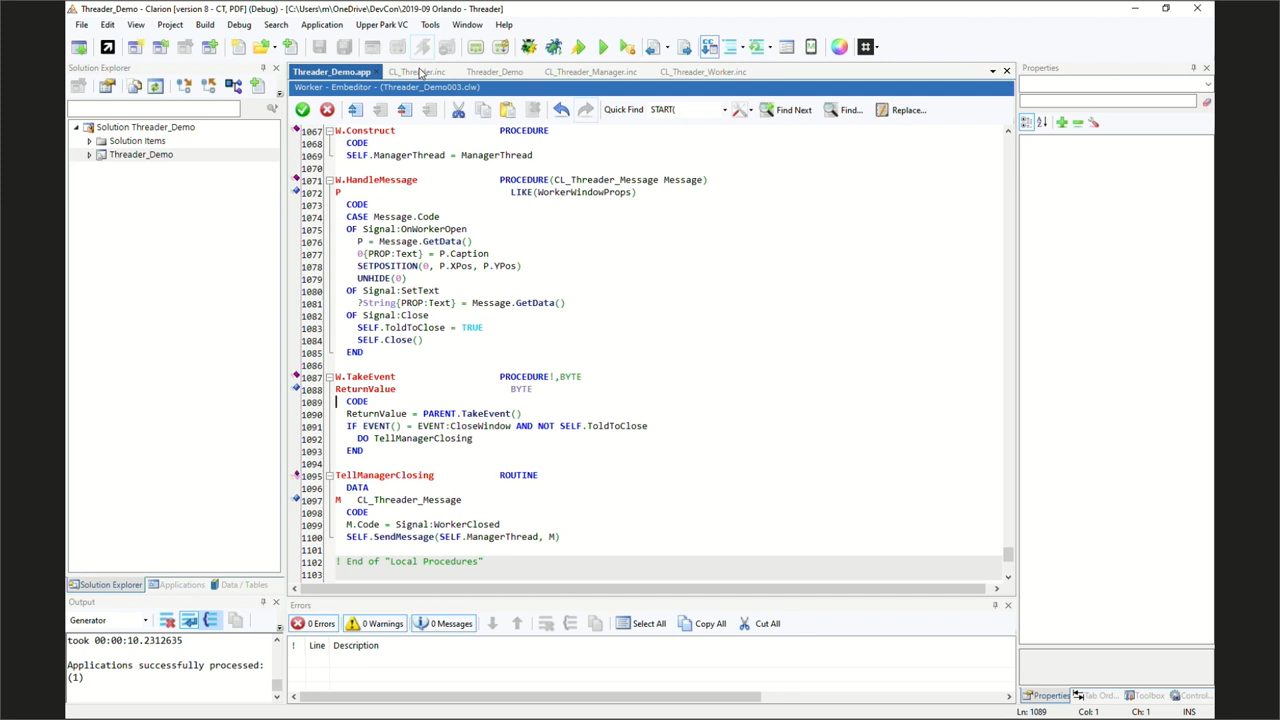 Threader_Demo - Clarion [version 8 - CT, PDF] (Debug) - [C:\Users\m\OneDrive\DevCon\2019-09 Orlando - Threader]
File Edit View Project Build Debug Search Application Upper Park VC Tools Window Help
Solution Explorer
Solution Threader_Demo
Solution Items
Threader_Demo
Solution Explorer Applications Data / Tables
Output
Generator
took 00:00:10.2312635
Applications successfully processed:
(1)
Threader_Demo.app CL_Threader.inc Threader_Demo CL_Threader_Manager.inc CL_Threader_Worker.inc
Worker - Embeditor - (Threader_Demo003.clw)
Quick Find START( Find Next Find... Replace...
1067 W.Construct PROCEDURE
1068 CODE
1069 SELF.ManagerThread = ManagerThread
1070
1071 W.HandleMessage PROCEDURE(CL_Threader_Message Message)
1072 P LIKE(WorkerWindowProps)
1073 CODE
1074 CASE Message.Code
1075 OF Signal:OnWorkerOpen
1076 P = Message.GetData()
1077 0{PROP:Text} = P.Caption
1078 SETPOSITION(0, P.XPos, P.YPos)
1079 UNHIDE(0)
1080 OF Signal:SetText
1081 ?String{PROP:Text} = Message.GetData()
1082 OF Signal:Close
1083 SELF.ToldToClose = TRUE
1084 SELF.Close()
1085 END
1086
1087 W.TakeEvent PROCEDURE!,BYTE
1088 ReturnValue BYTE
1089 CODE
1090 ReturnValue = PARENT.TakeEvent()
1091 IF EVENT() = EVENT:CloseWindow AND NOT SELF.ToldToClose
1092 DO TellManagerClosing
1093 END
1094
1095 TellManagerClosing ROUTINE
1096 DATA
1097 M CL_Threader_Message
1098 CODE
1099 M.Code = Signal:WorkerClosed
1100 SELF.SendMessage(SELF.ManagerThread, M)
1101
1102 ! End of "Local Procedures"
1103
Errors
0 Errors 0 Warnings 0 Messages Select All Copy All Cut All
! Line Description
Properties
Properties Tab Ord... Toolbox Control...
Ln: 1089 Col: 1 Ch: 1 INS